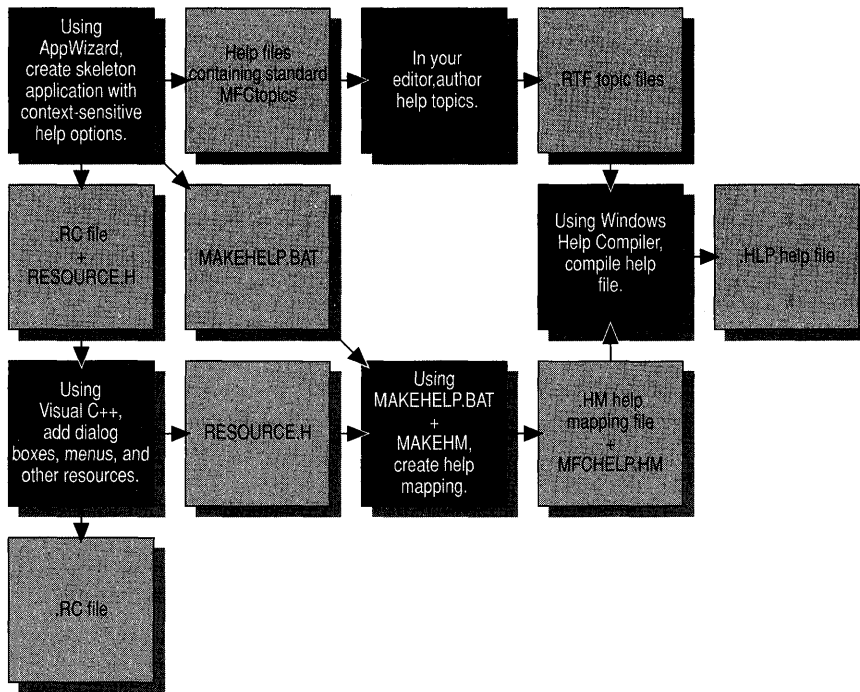 Using
AppWizard,
create skeleton
application with
context-sensitive
help options.
Help files
containing standard
MFCtopics
In your
editor,author
help topics.
.RTF topic files
.RC file
+
RESOURCE.H
MAKEHELP.BAT
Using Windows
Help Compiler,
compile help
file.
.HLP help file
Using
Visual C++,
add dialog
boxes, menus, and
other resources.
RESOURCE.H
Using
MAKEHELP.BAT
+
MAKEHM,
create help
mapping.
.HM help
mapping file
+
MFCHELP.HM
.RC file